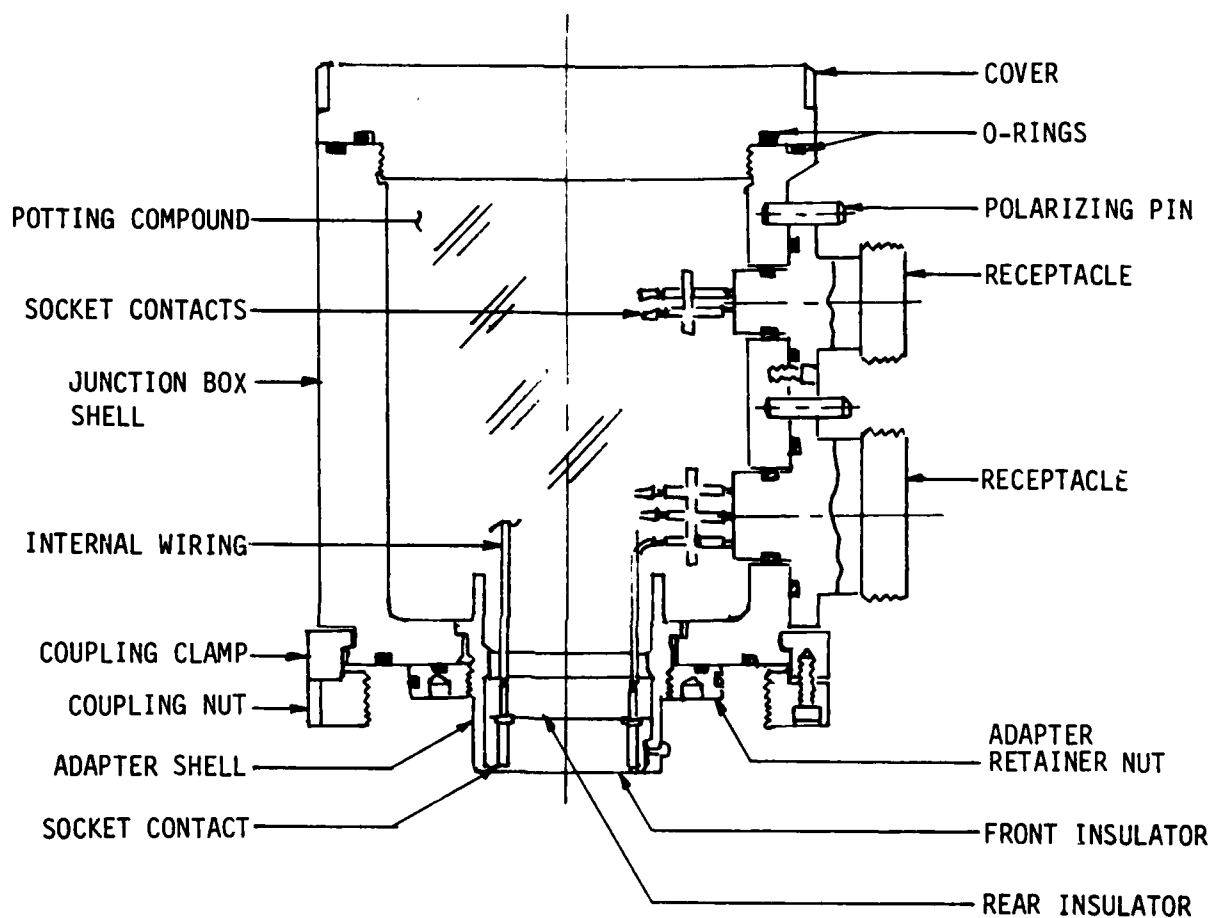 COVER
O-RINGS
POTTING COMPOUND
POLARIZING PIN
RECEPTACLE
SOCKET CONTACTS
JUNCTION BOX
SHELL
RECEPTACLE
INTERNAL WIRING
COUPLING CLAMP
COUPLING NUT
ADAPTER
RETAINER NUT
ADAPTER SHELL
SOCKET CONTACT
FRONT INSULATOR
REAR INSULATOR